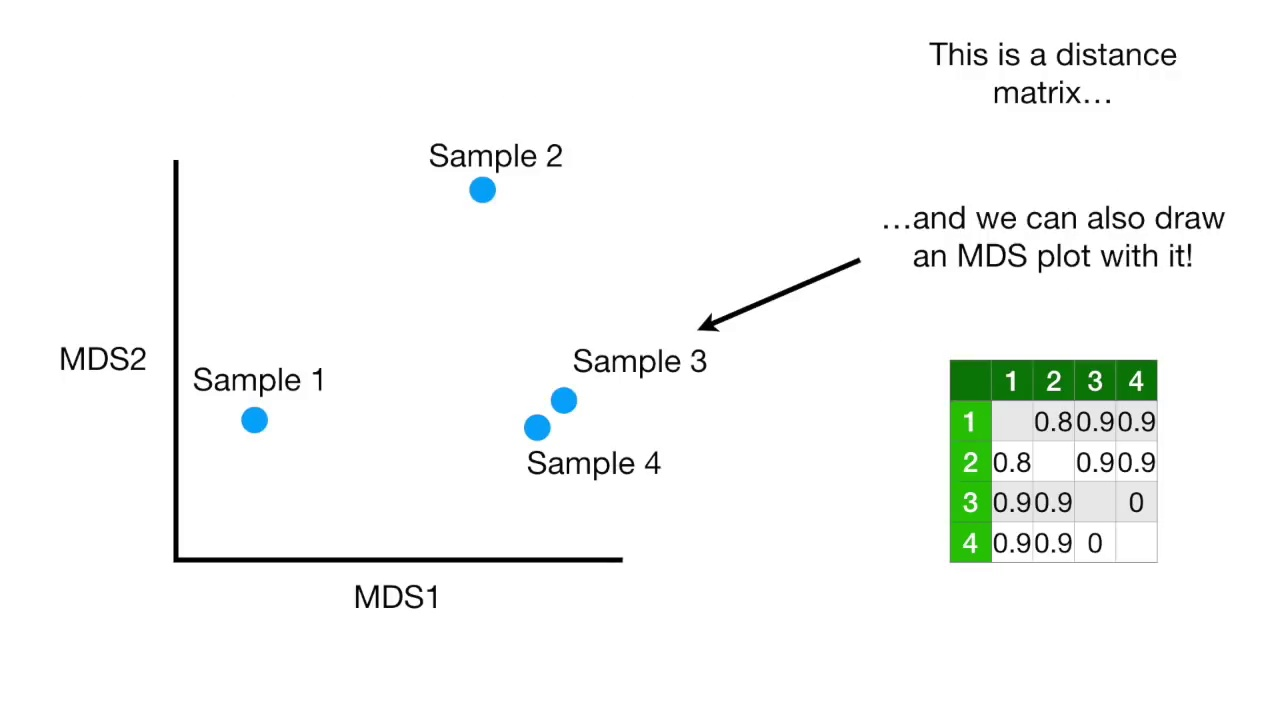 This is a distance
matrix…
Sample 2
…and we can also draw
an MDS plot with it!
MDS2
Sample 1
Sample 3
Sample 4
MDS1
1 2 3 4
1 0.8 0.9 0.9
2 0.8 0.9 0.9
3 0.9 0.9 0
4 0.9 0.9 0